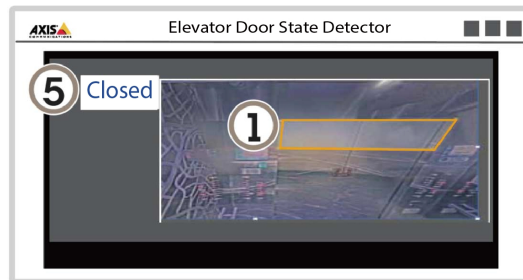 AXIS
COMMUNICATIONS
Elevator Door State Detector
5 Closed
1